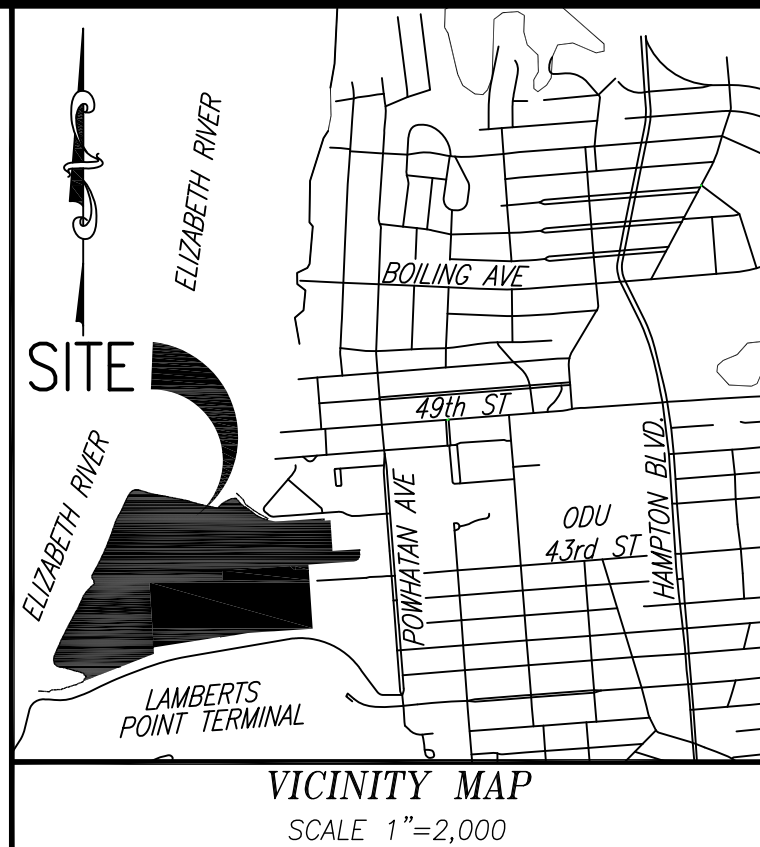 ELIZABETH RIVER
BOILING AVE
SITE
49th ST
ELIZABETH RIVER
POWHATAN AVE
HAMPTON BLVD.
ODU
43rd ST
LAMBERTS
POINT TERMINAL
VICINITY MAP
SCALE 1"=2,000